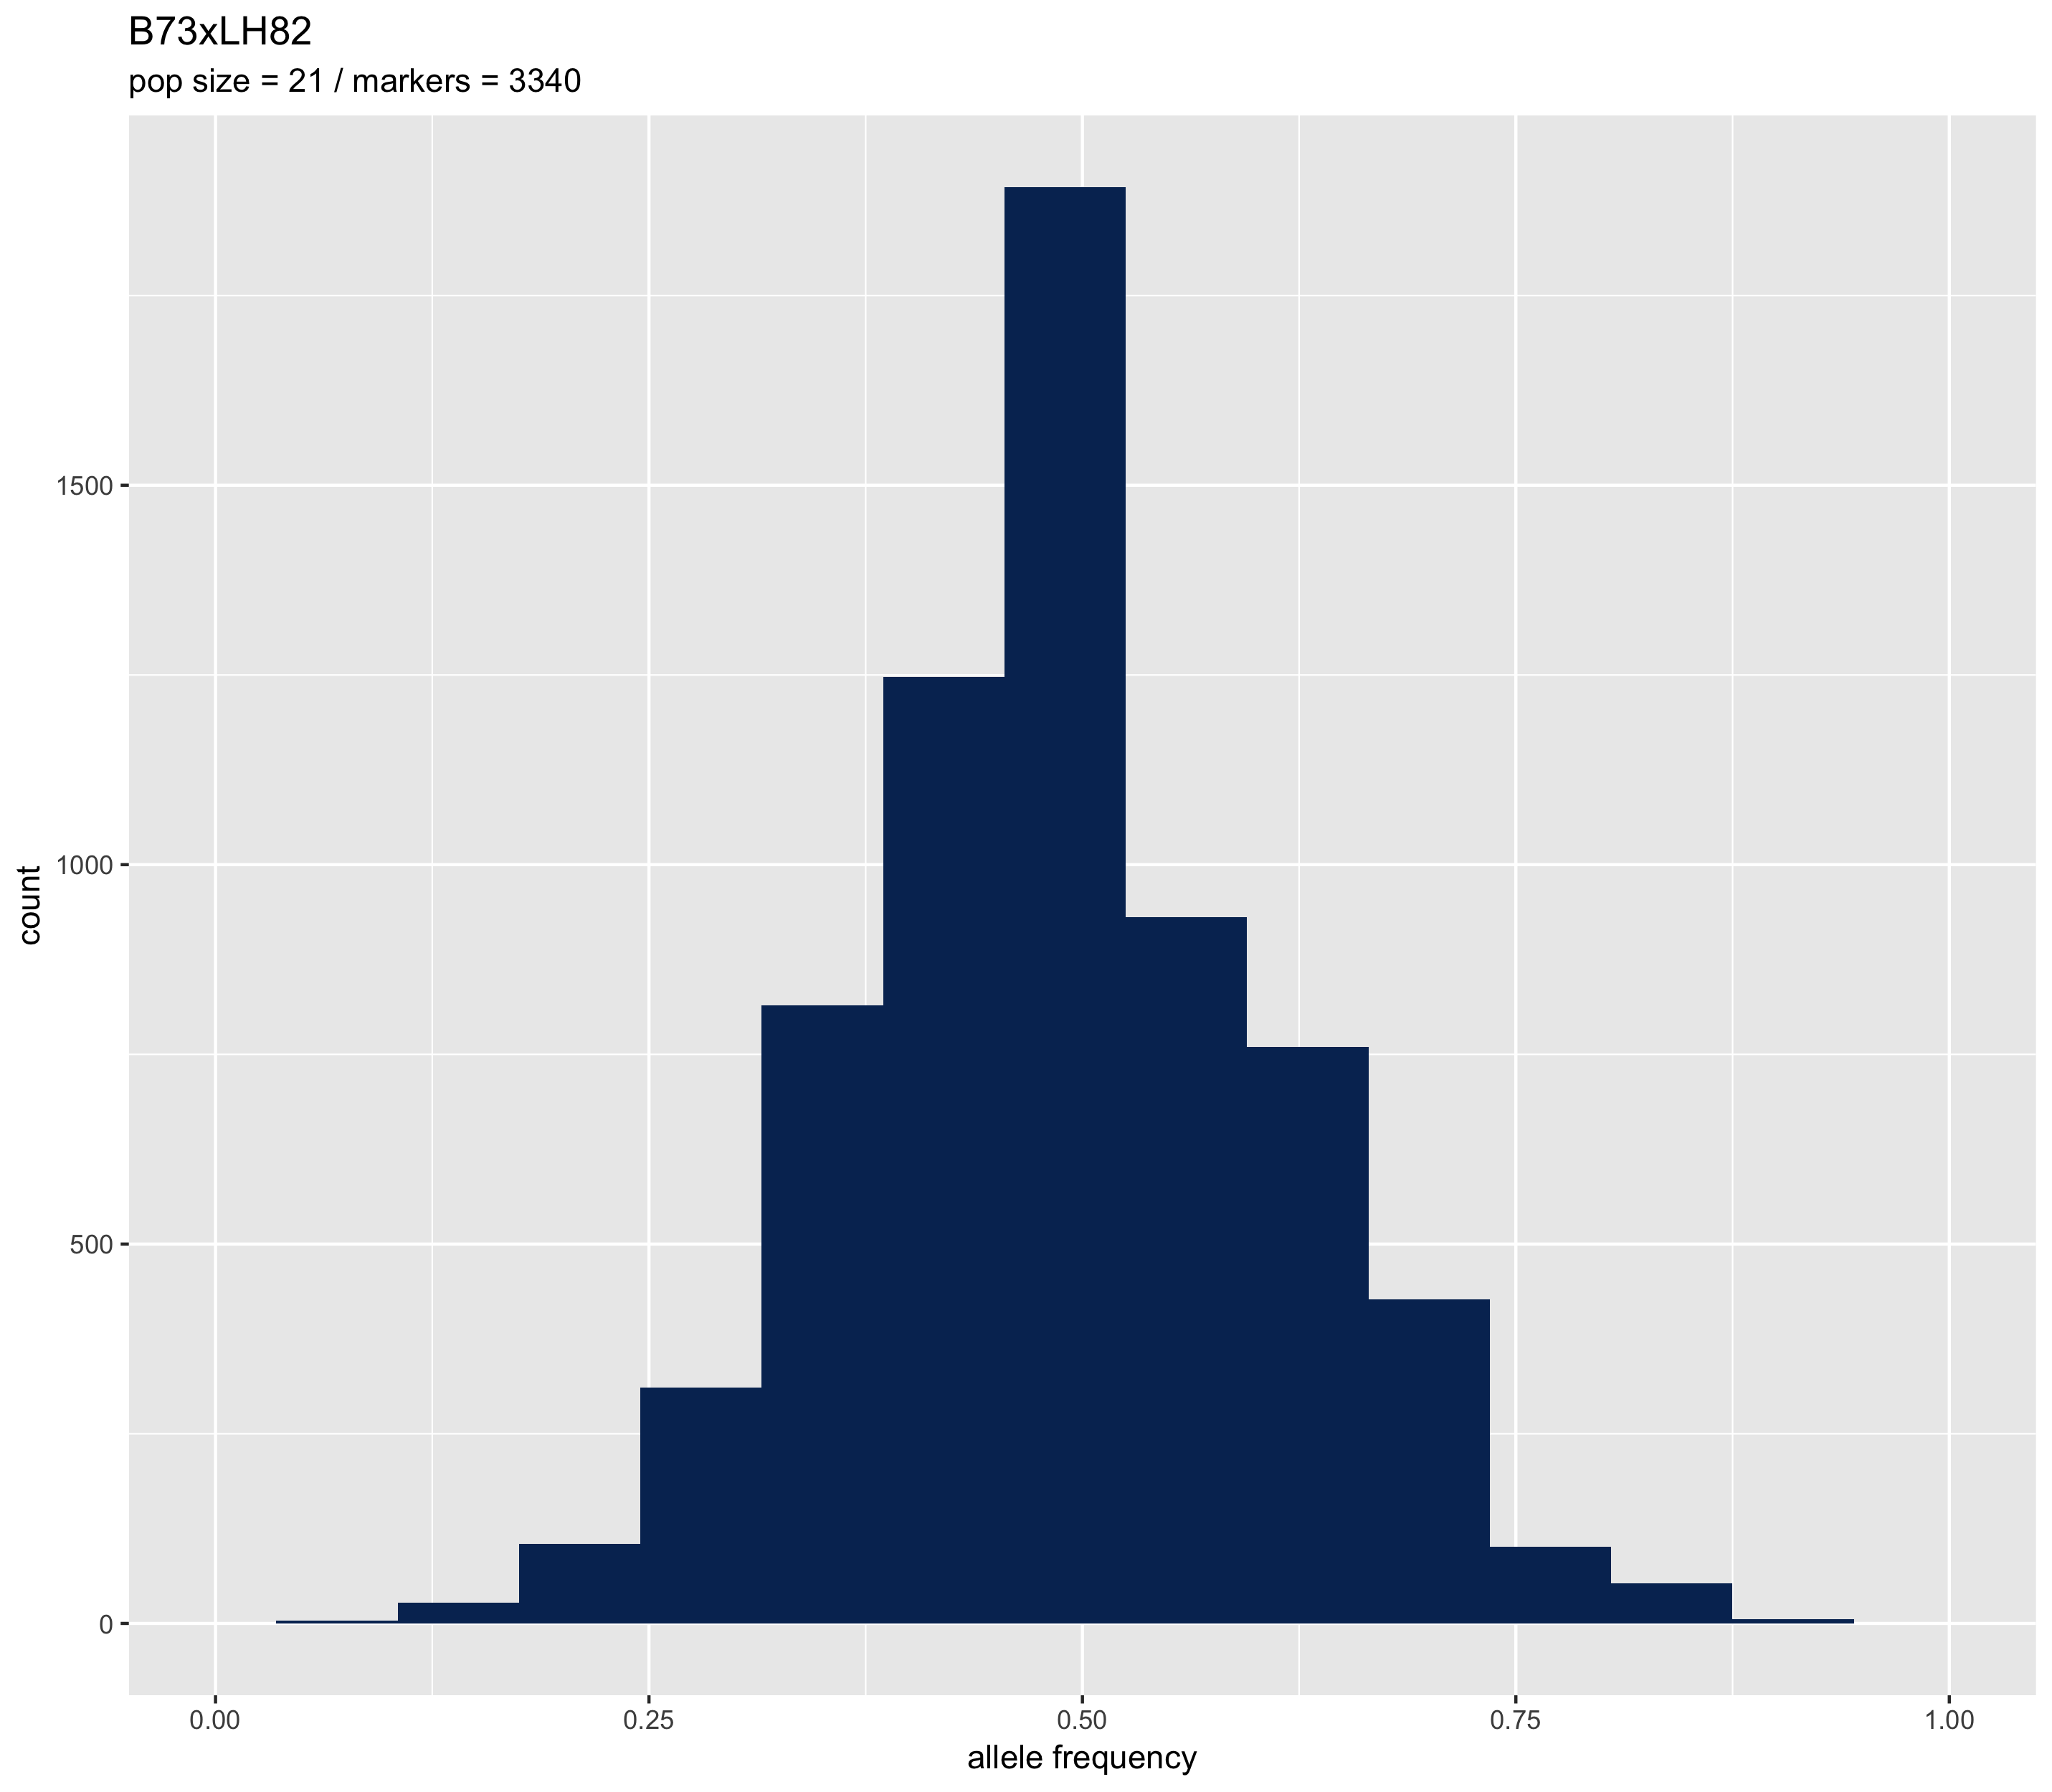 B73xLH82
pop size = 21 / markers = 3340
count
1500
1000
500
0
0.00 0.25 0.50 0.75 1.00
allele frequency